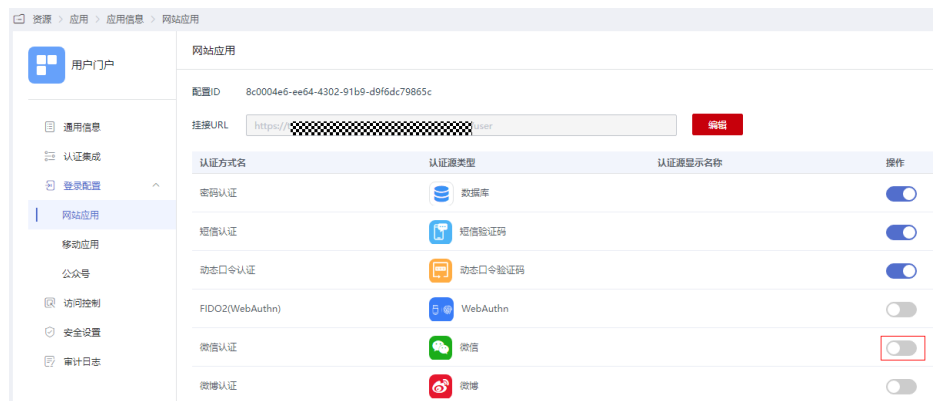 资源 > 应用 > 应用信息 > 网站应用
用户门户
通用信息
认证集成
登录配置
网站应用
移动应用
公众号
访问控制
安全设置
审计日志
网站应用
配置ID 8c0004e6-ee64-4302-91b9-d9f6dc79865c
挂接URL https:// user 编辑
认证方式名 认证源类型 认证源显示名称 操作
密码认证 数据库
短信认证 短信验证码
动态口令认证 动态口令验证码
FIDO2(WebAuthn) WebAuthn
微信认证 微信
微博认证 微博